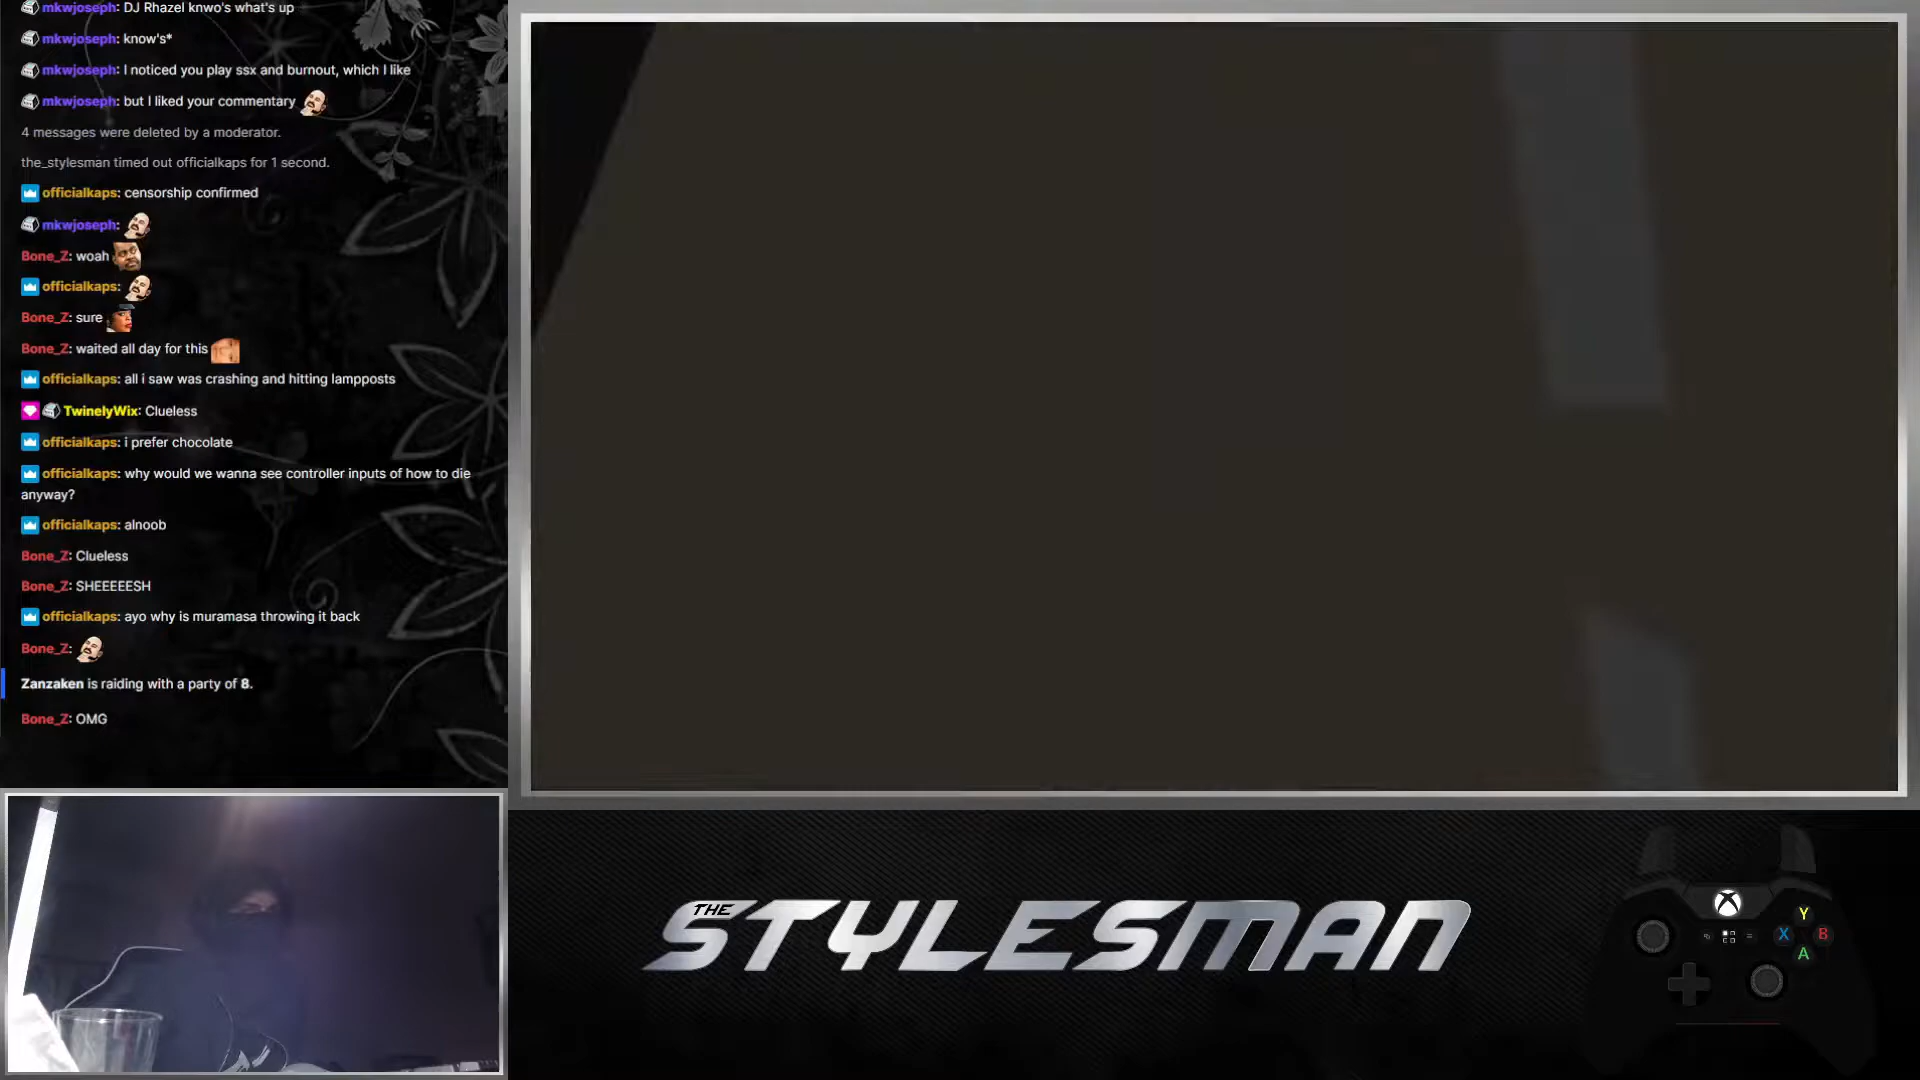 mkwjoseph: DJ Rhazel knwo's what's up
mkwjoseph: know's*
mkwjoseph: I noticed you play ssx and burnout, which I like
mkwjoseph: but I liked your commentary
4 messages were deleted by a moderator.
the_stylesman timed out officialkaps for 1 second.
officialkaps: censorship confirmed
mkwjoseph:
Bone_Z: woah
officialkaps:
Bone_Z: sure
Bone_Z: waited all day for this
officialkaps: all i saw was crashing and hitting lampposts
TwinelyWix: Clueless
officialkaps: i prefer chocolate
officialkaps: why would we wanna see controller inputs of how to die
anyway?
officialkaps: alnoob
Bone_Z: Clueless
Bone_Z: SHEEEEESH
officialkaps: ayo why is muramasa throwing it back
Bone_Z:
Zanzaken is raiding with a party of 8.
Bone_Z: OMG
THE STYLESMAN
Y
X B
A